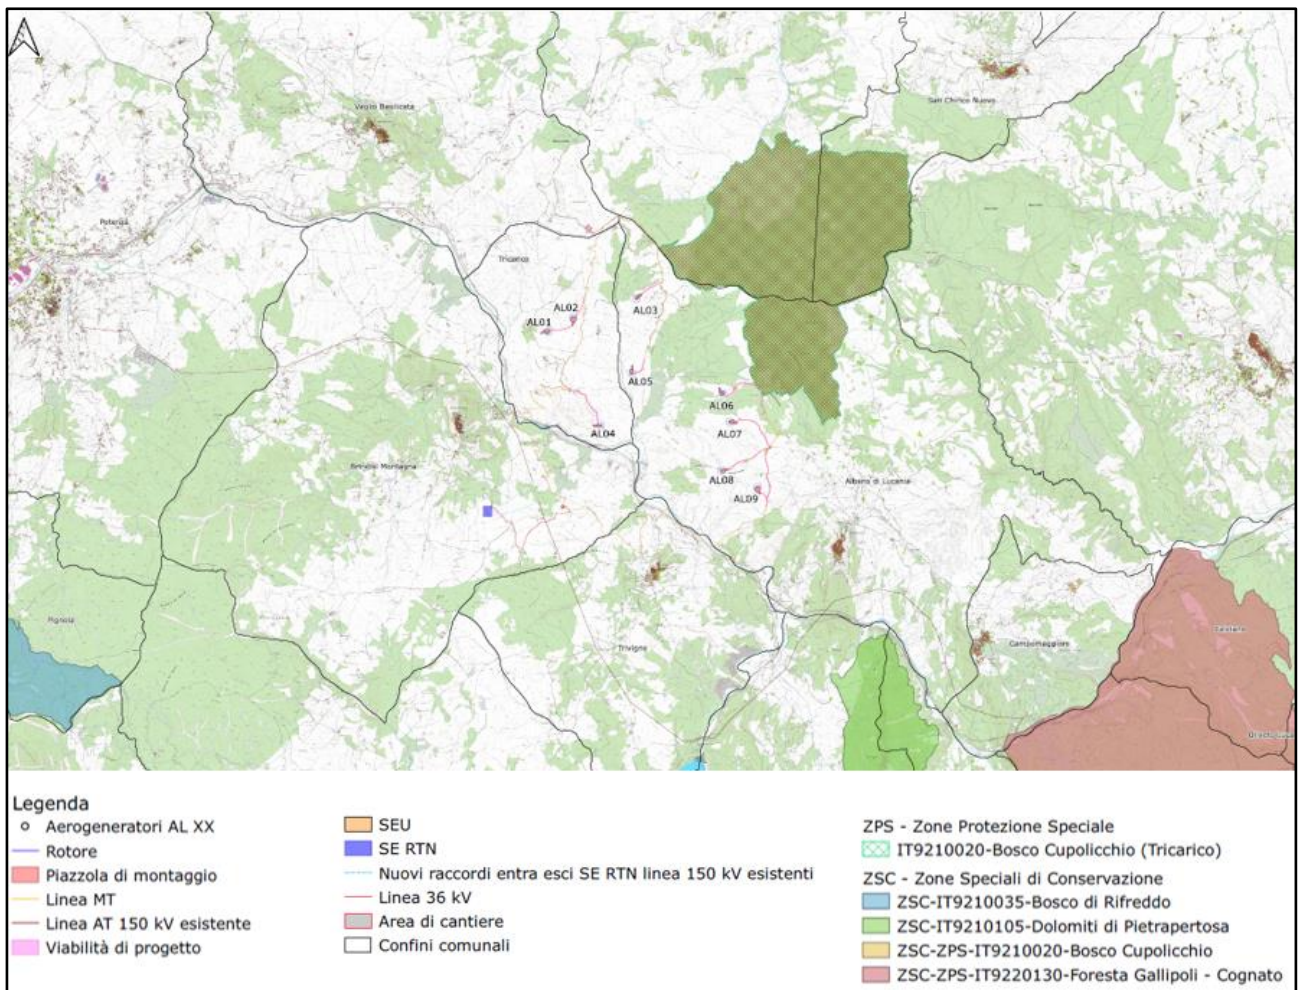 San Chirico Nuovo
Vaglio Basilicata
Potenza
Tricarico
AL03
AL02
AL01
AL05
AL06
AL07
AL04
Brindisi Montagna
AL08
AL09
Albano di Lucania
Pignola
Trivigno
Campomaggiore
Calciano
Legenda
Aerogeneratori AL XX
Rotore
Piazzola di montaggio
Linea MT
Linea AT 150 kV esistente
Viabilità di progetto
SEU
SE RTN
Nuovi raccordi entra esci SE RTN linea 150 kV esistenti
Linea 36 kV
Area di cantiere
Confini comunali
ZPS - Zone Protezione Speciale
IT9210020-Bosco Cupolicchio (Tricarico)
ZSC - Zone Speciali di Conservazione
ZSC-IT9210035-Bosco di Rifreddo
ZSC-IT9210105-Dolomiti di Pietrapertosa
ZSC-ZPS-IT9210020-Bosco Cupolicchio
ZSC-ZPS-IT9220130-Foresta Gallipoli - Cognato